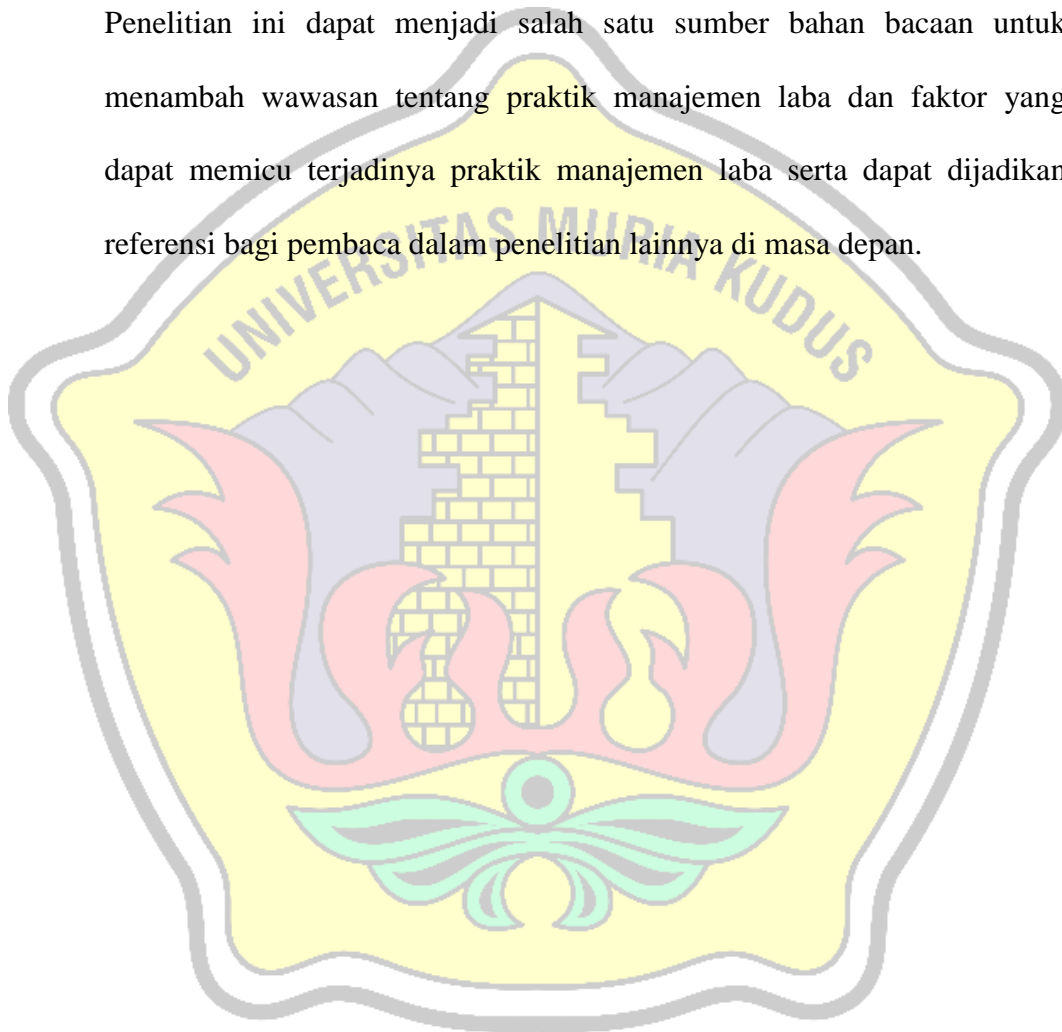 Penelitian ini dapat menjadi salah satu sumber bahan bacaan untuk
menambah wawasan tentang praktik manajemen laba dan faktor yang
dapat memicu terjadinya praktik manajemen laba serta dapat dijadikan
referensi bagi pembaca dalam penelitian lainnya di masa depan.
UNIVERSITAS MURIA KUDUS